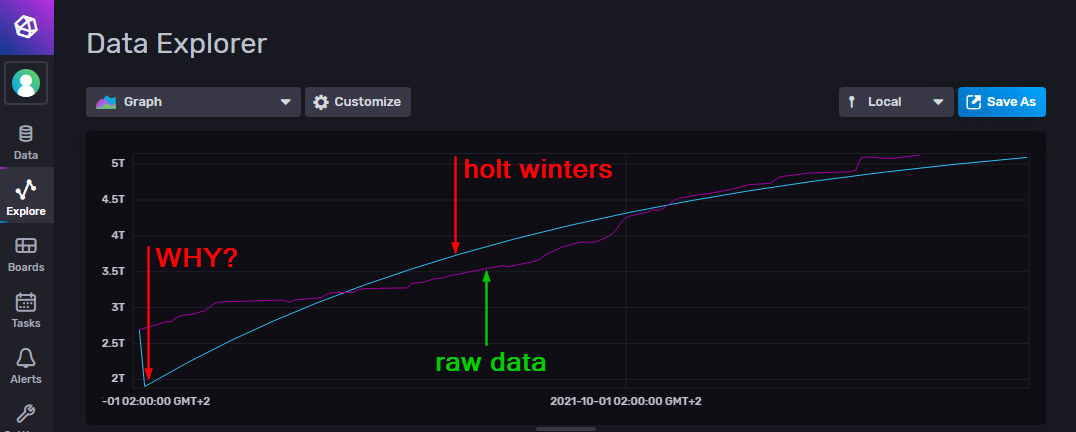 Data Explorer
Graph
Customize
Local
Save As
Data
Explore
Boards
Tasks
Alerts
5T
4.5T
4T
3.5T
3T
2.5T
2T
holt winters
WHY?
raw data
-01 02:00:00 GMT+2
2021-10-01 02:00:00 GMT+2